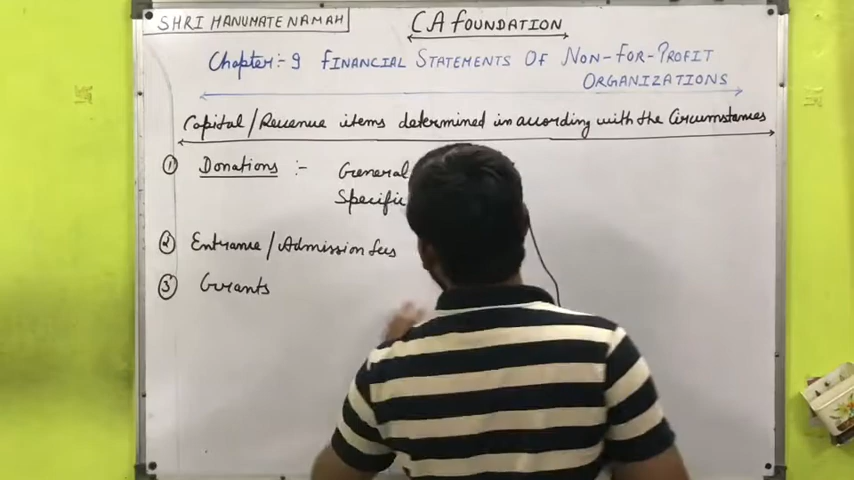 SHRI HANUMATE NAMAH
CA FOUNDATION
Chapter:- 9 FINANCIAL STATEMENTS OF NON-FOR-PROFIT
ORGANIZATIONS
Capital/Revenue items determined in according with the Circumstances
① Donations :- General
Specific
② Entrance/Admission fees
③ Grants